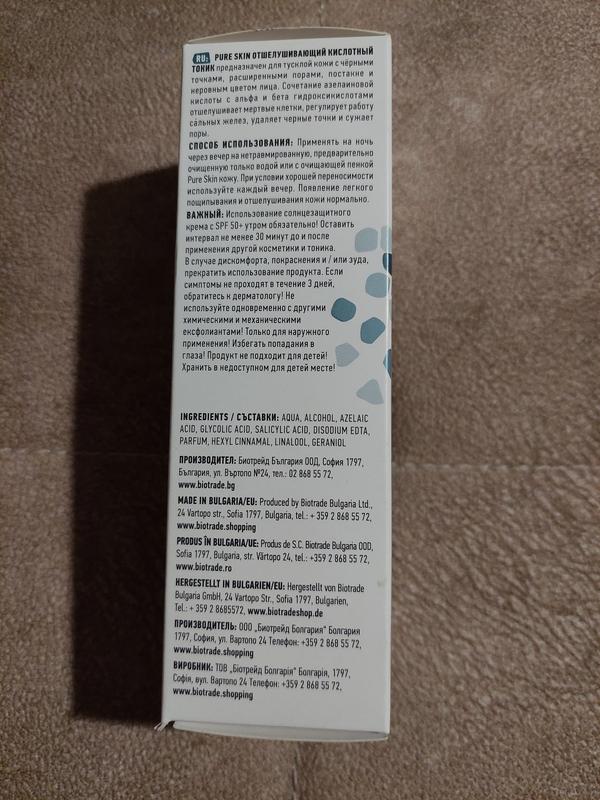 RU: PURE SKIN ОТШЕЛУШИВАЮЩИЙ КИСЛОТНЫЙ
ТОНИК предназначен для тусклой кожи с чёрными
точками, расширенными порами, постакне и
неровным цветом лица. Сочетание азелаиновой
кислоты с альфа и бета гидроксикислотами
отшелушивает мертвые клетки, регулирует работу
сальных желез, удаляет черные точки и сужает
поры.
СПОСОБ ИСПОЛЬЗОВАНИЯ: Применять на ночь
через вечер на нетравмированную, предварительно
очищенную только водой или с очищающей пенкой
Pure Skin кожу. При условии хорошей переносимости
используйте каждый вечер. Появление легкого
пощипывания и отшелушивания кожи нормально.
ВАЖНЫЙ: Использование солнцезащитного
крема с SPF 50+ утром обязательно! Оставить
интервал не менее 30 минут до и после
применения другой косметики и тоника.
В случае дискомфорта, покраснения и / или зуда,
прекратить использование продукта. Если
симптомы не проходят в течение 3 дней,
обратитесь к дерматологу! Не
используйте одновременно с другими
химическими и механическими
эксфолиантами! Только для наружного
применения! Избегать попадания в
глаза! Продукт не подходит для детей!
Хранить в недоступном для детей месте!
INGREDIENTS / СЪСТАВКИ: AQUA, ALCOHOL, AZELAIC
ACID, GLYCOLIC ACID, SALICYLIC ACID, DISODIUM EDTA,
PARFUM, HEXYL CINNAMAL, LINALOOL, GERANIOL
ПРОИЗВОДИТЕЛ: Биотрейд България ООД, София 1797,
България, ул. Въртопо №24, тел.: 02 868 55 72,
www.biotrade.bg
MADE IN BULGARIA/EU: Produced by Biotrade Bulgaria Ltd.,
24 Vartopo str., Sofia 1797, Bulgaria, tel.: + 359 2 868 55 72,
www.biotrade.shopping
PRODUS ÎN BULGARIA/UE: Produs de S.C. Biotrade Bulgaria OOD,
Sofia 1797, Bulgaria, str. Vârtopo 24, tel.: +359 2 868 55 72,
www.biotrade.ro
HERGESTELLT IN BULGARIEN/EU: Hergestellt von Biotrade
Bulgaria GmbH, 24 Vartopo Str., Sofia 1797, Bulgarien,
Tel.: + 359 2 8685572, www.biotradeshop.de
ПРОИЗВОДИТЕЛЬ: ООО „Биотрейд Болгария" Болгария
1797, София, ул. Вартопо 24 Телефон: +359 2 868 55 72,
www.biotrade.shopping
ВИРОБНИК: ТОВ „Біотрейд Болгарія" Болгарія, 1797,
Софія, вул. Вартопо 24 Телефон: +359 2 868 55 72,
www.biotrade.shopping